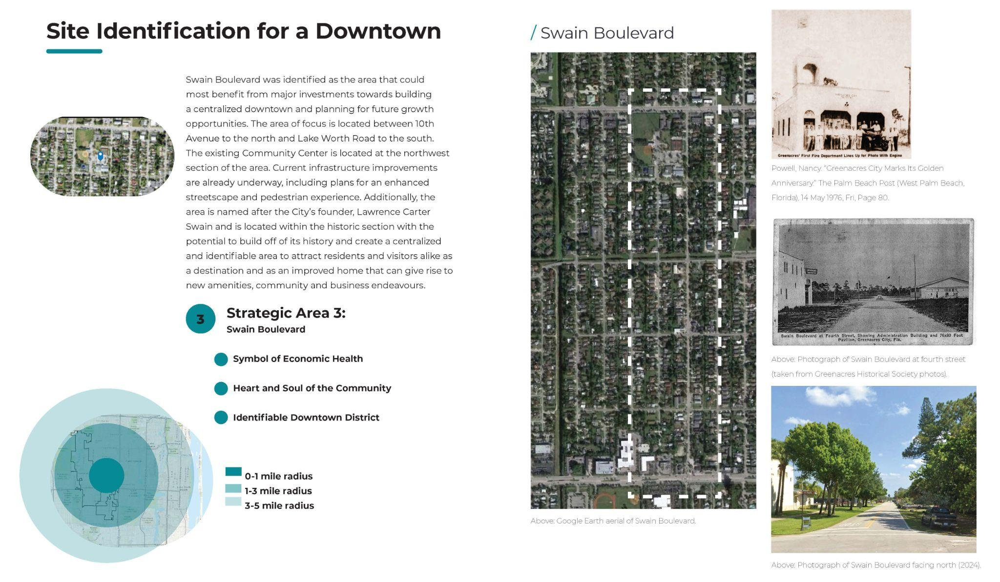 Site Identification for a Downtown
Swain Boulevard was identified as the area that could
most benefit from major investments towards building
a centralized downtown and planning for future growth
opportunities. The area of focus is located between 10th
Avenue to the north and Lake Worth Road to the south.
The existing Community Center is located at the northwest
section of the area. Current infrastructure improvements
are already underway, including plans for an enhanced
streetscape and pedestrian experience. Additionally, the
area is named after the City’s founder, Lawrence Carter
Swain and is located within the historic section with the
potential to build off of its history and create a centralized
and identifiable area to attract residents and visitors alike as
a destination and as an improved home that can give rise to
new amenities, community and business endeavours.
3
Strategic Area 3:
Swain Boulevard
Symbol of Economic Health
Heart and Soul of the Community
Identifiable Downtown District
0-1 mile radius
1-3 mile radius
3-5 mile radius
/ Swain Boulevard
Above: Google Earth aerial of Swain Boulevard.
Greenacres' First Fire Department Lines Up for Photo With Engine
Powell, Nancy. “Greenacres City Marks Its Golden
Anniversary.” The Palm Beach Post (West Palm Beach,
Florida), 14 May 1976, Fri, Page 80.
Swain Boulevard at Fourth Street, Showing Administration Building and 76x80 Foot
Pavilion, Greenacres City, Fla.
Above: Photograph of Swain Boulevard at fourth street
(taken from Greenacres Historical Society photos).
STOP
Above: Photograph of Swain Boulevard facing north (2024).